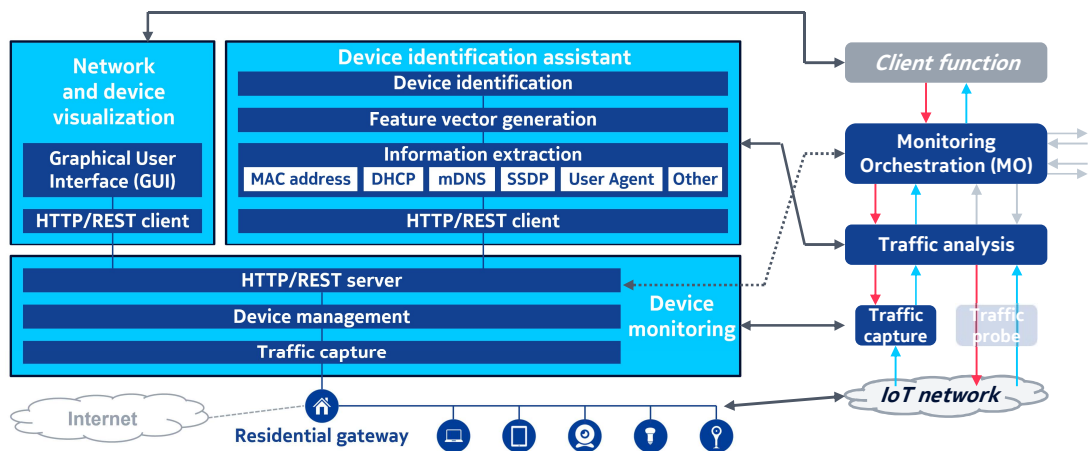 Network
and device
visualization
Graphical User
Interface (GUI)
HTTP/REST client
Device identification assistant
Device identification
Feature vector generation
Information extraction
MAC address
DHCP
mDNS
SSDP
User Agent
Other
HTTP/REST client
HTTP/REST server
Device management
Traffic capture
Device
monitoring
Internet
Residential gateway
Client function
Monitoring
Orchestration (MO)
Traffic analysis
Traffic
capture
Traffic
probe
IoT network